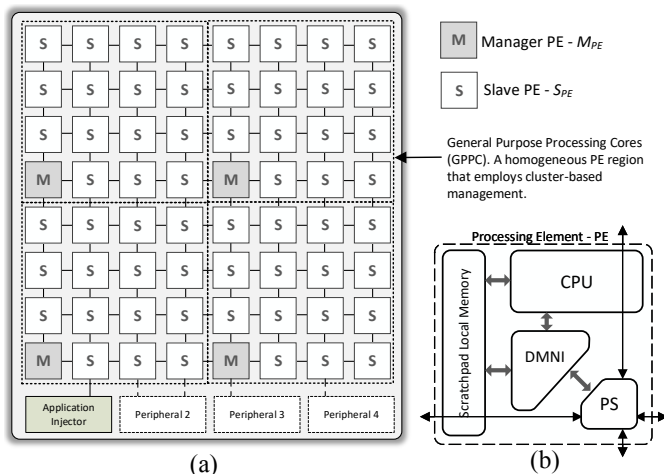 S S S S S S S S
S S S S S S S S
S S S S S S S S
M S S S M S S S
S S S S S S S S
S S S S S S S S
S S S S S S S S
M S S S M S S S
Application
Injector
Peripheral 2
Peripheral 3
Peripheral 4
(a)
M Manager PE - MPE
S Slave PE - SPE
General Purpose Processing Cores
(GPPC). A homogeneous PE region
that employs cluster-based
management.
Processing Element - PE
Scratchpad Local Memory
CPU
DMNI
PS
(b)